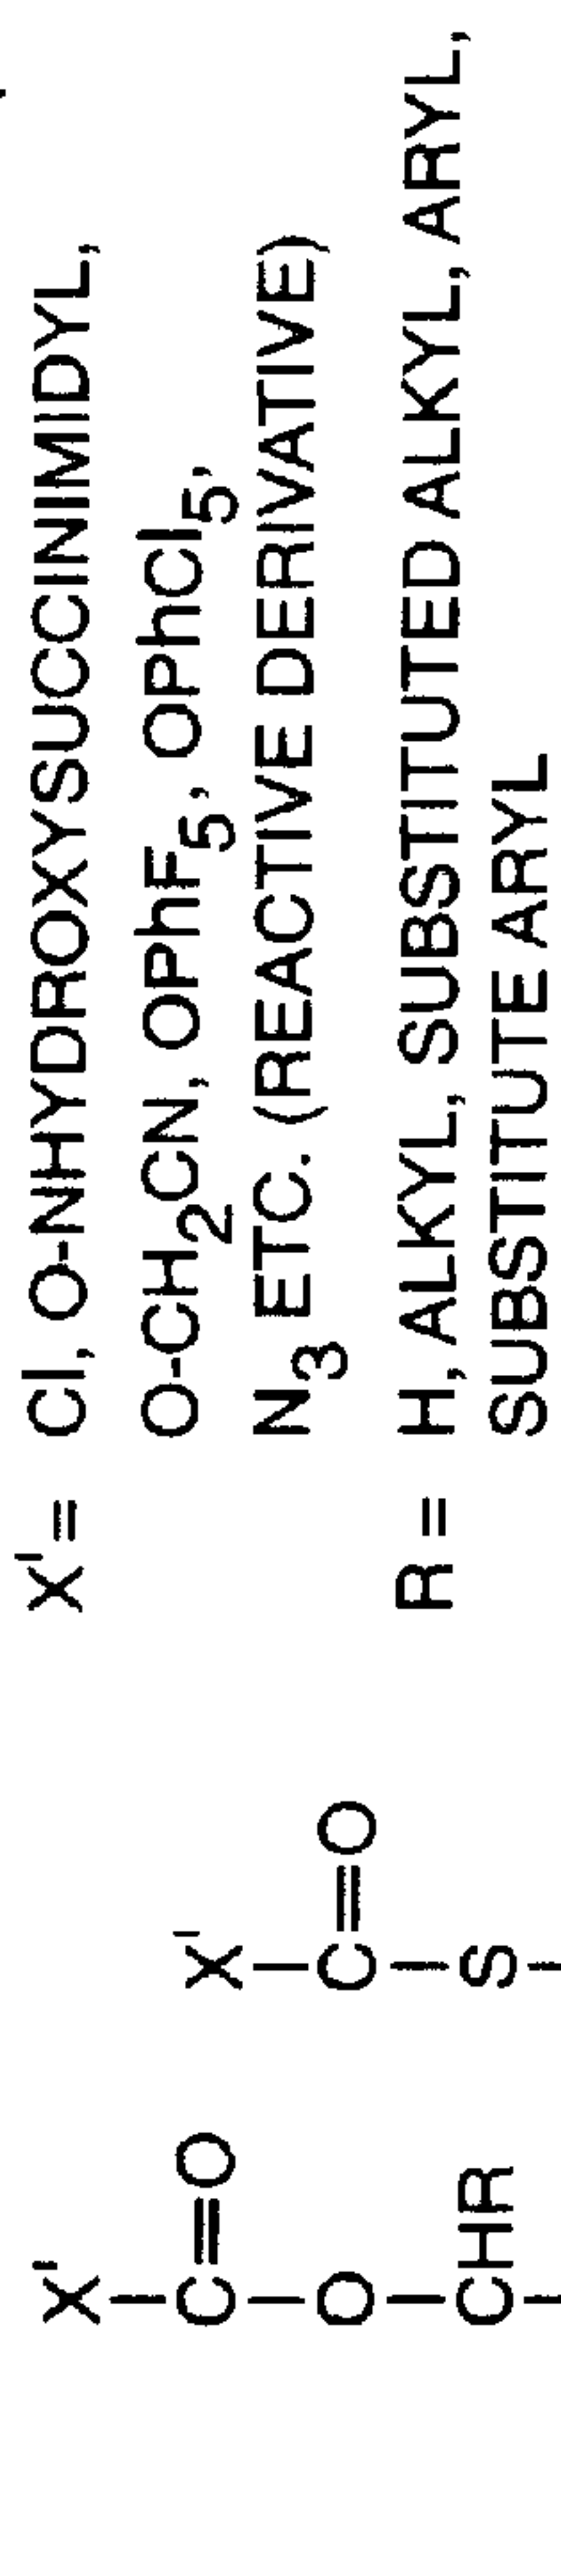 X' = Cl, O-NHYDROXYSUCCINIMIDYL,
O-CH2CN, OPhF5, OPhCl5,
N3 ETC. (REACTIVE DERIVATIVE)
R = H, ALKYL, SUBSTITUTED ALKYL, ARYL,
SUBSTITUTE ARYL
X'
C=O
O
CHR
X'
C=O
S